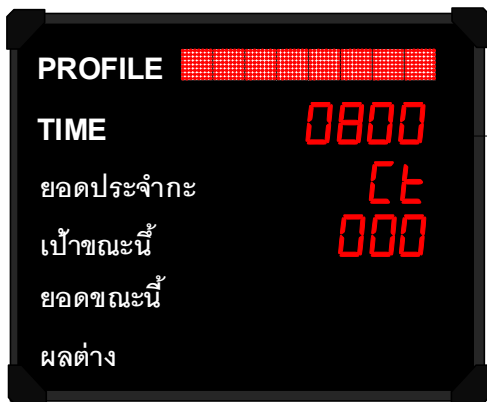 PROFILE
TIME 0800
ยอดประจำกะ Ct
เป้าขณะนี้ 000
ยอดขณะนี้
ผลต่าง